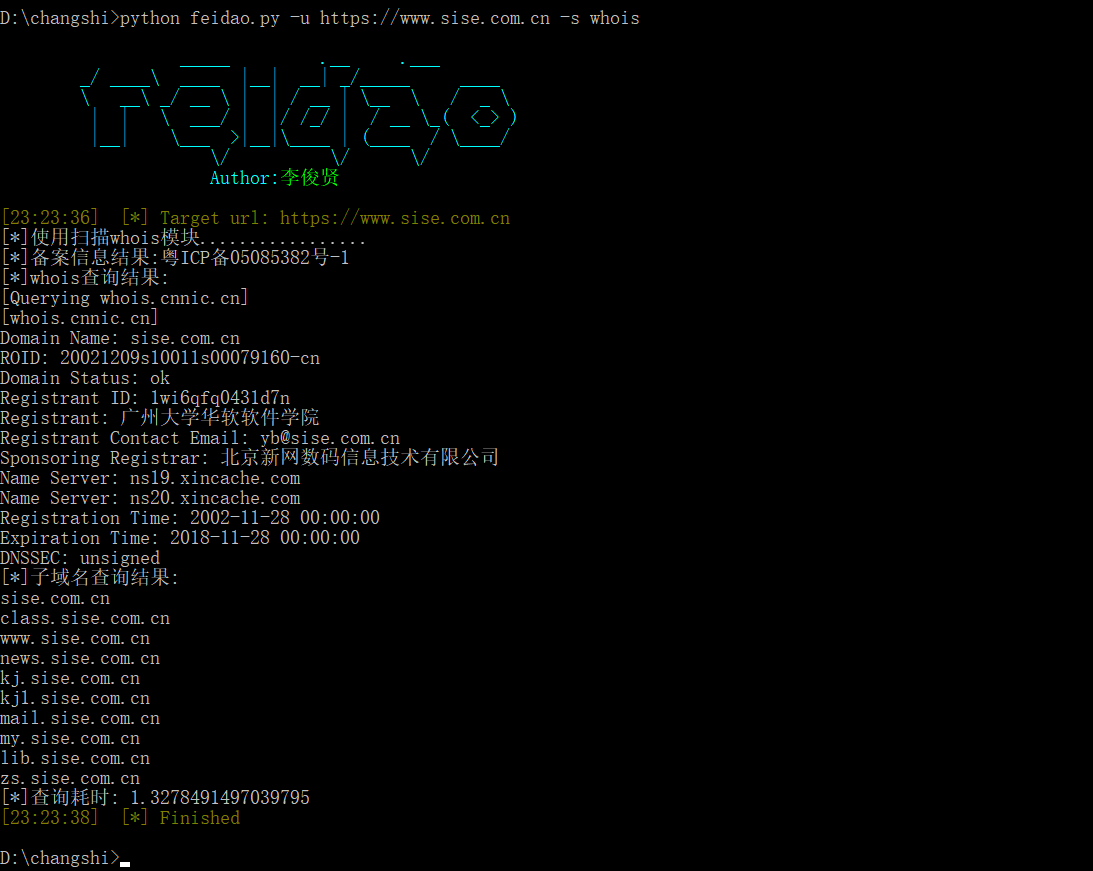 D:\changshi>python feidao.py -u https://www.sise.com.cn -s whois
feidao
Author:李俊贤
[23:23:36] [*] Target url: https://www.sise.com.cn
[*]使用扫描whois模块.................
[*]备案信息结果:粤ICP备05085382号-1
[*]whois查询结果:
[Querying whois.cnnic.cn]
[whois.cnnic.cn]
Domain Name: sise.com.cn
ROID: 20021209s10011s00079160-cn
Domain Status: ok
Registrant ID: lwi6qfq0431d7n
Registrant: 广州大学华软软件学院
Registrant Contact Email: yb@sise.com.cn
Sponsoring Registrar: 北京新网数码信息技术有限公司
Name Server: ns19.xincache.com
Name Server: ns20.xincache.com
Registration Time: 2002-11-28 00:00:00
Expiration Time: 2018-11-28 00:00:00
DNSSEC: unsigned
[*]子域名查询结果:
sise.com.cn
class.sise.com.cn
www.sise.com.cn
news.sise.com.cn
kj.sise.com.cn
kjl.sise.com.cn
mail.sise.com.cn
my.sise.com.cn
lib.sise.com.cn
zs.sise.com.cn
[*]查询耗时: 1.3278491497039795
[23:23:38] [*] Finished
D:\changshi>